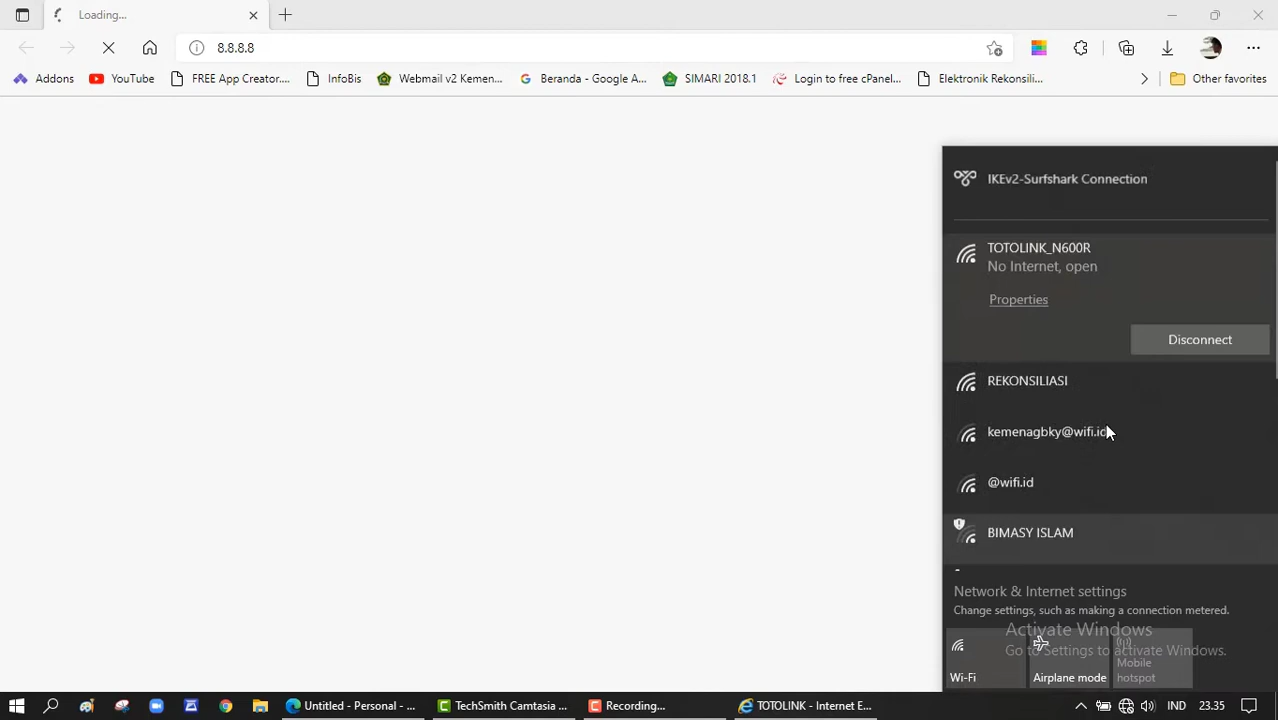 Loading...
8.8.8.8
Addons
YouTube
FREE App Creator....
InfoBis
Webmail v2 Kemen...
Beranda - Google A...
SIMARI 2018.1
Login to free cPanel...
Elektronik Rekonsili...
Other favorites
IKEv2-Surfshark Connection
TOTOLINK_N600R
No Internet, open
Properties
Disconnect
REKONSILIASI
kemenagbky@wifi.id
@wifi.id
BIMASY ISLAM
Network & Internet settings
Change settings, such as making a connection metered.
Activate Windows
Go to Settings to activate Windows.
Wi-Fi
Airplane mode
Mobile
hotspot
Untitled - Personal - ...
TechSmith Camtasia ...
Recording...
TOTOLINK - Internet E...
IND
23.35